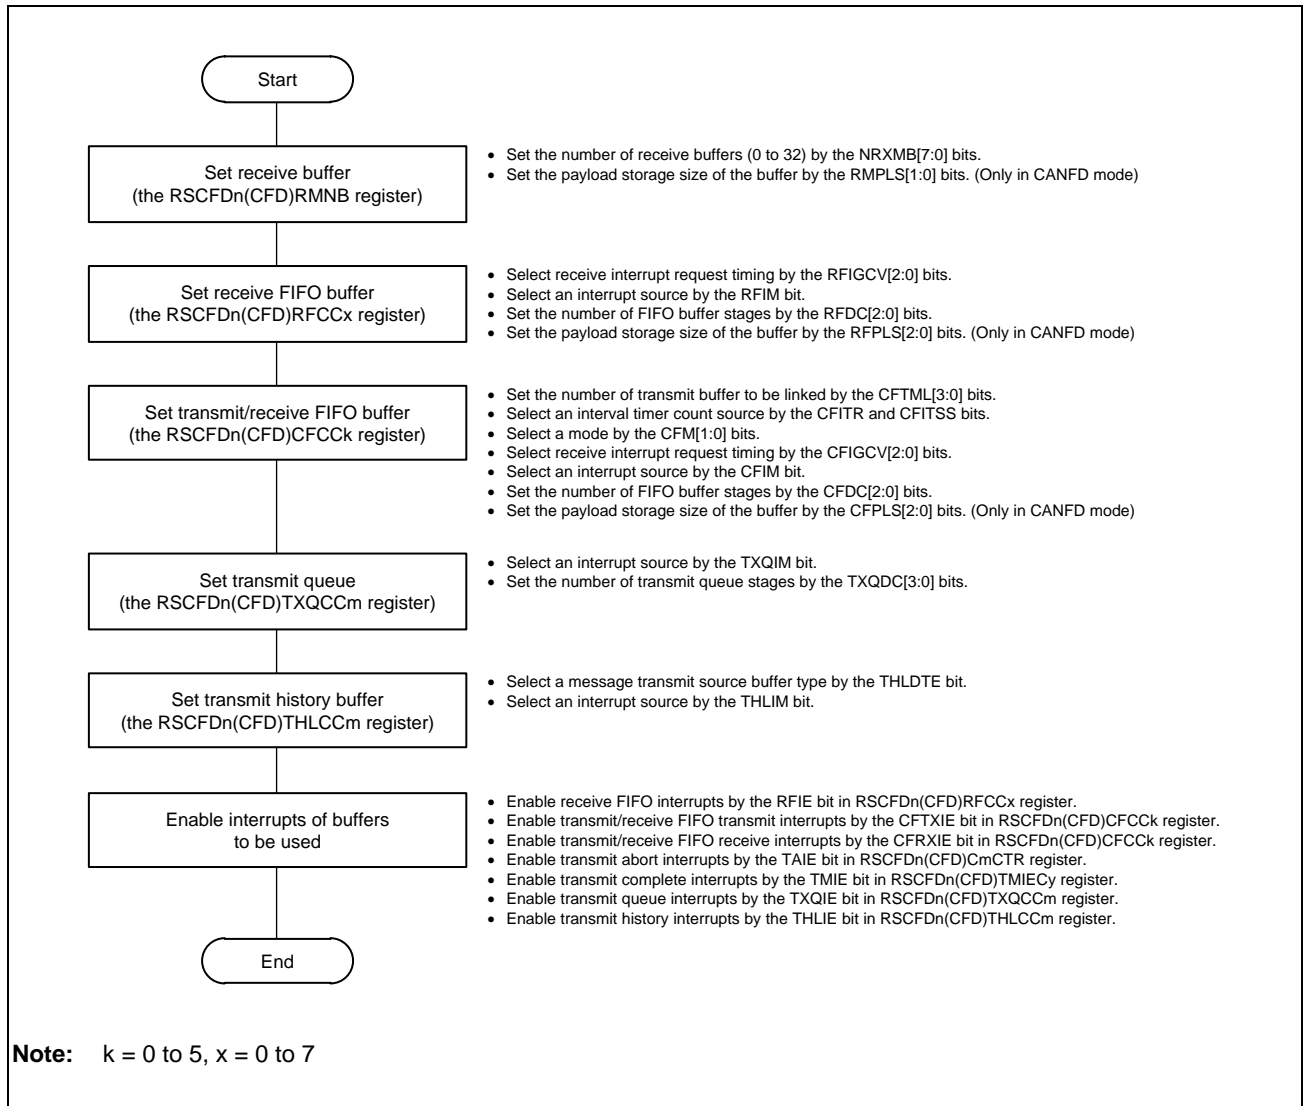 Start
Set receive buffer
(the RSCFDn(CFD)RMNB register)
• Set the number of receive buffers (0 to 32) by the NRXMB[7:0] bits.
• Set the payload storage size of the buffer by the RMPLS[1:0] bits. (Only in CANFD mode)
Set receive FIFO buffer
(the RSCFDn(CFD)RFCCx register)
• Select receive interrupt request timing by the RFIGCV[2:0] bits.
• Select an interrupt source by the RFIM bit.
• Set the number of FIFO buffer stages by the RFDC[2:0] bits.
• Set the payload storage size of the buffer by the RFPLS[2:0] bits. (Only in CANFD mode)
Set transmit/receive FIFO buffer
(the RSCFDn(CFD)CFCCk register)
• Set the number of transmit buffer to be linked by the CFTML[3:0] bits.
• Select an interval timer count source by the CFITR and CFITSS bits.
• Select a mode by the CFM[1:0] bits.
• Select receive interrupt request timing by the CFIGCV[2:0] bits.
• Select an interrupt source by the CFIM bit.
• Set the number of FIFO buffer stages by the CFDC[2:0] bits.
• Set the payload storage size of the buffer by the CFPLS[2:0] bits. (Only in CANFD mode)
Set transmit queue
(the RSCFDn(CFD)TXQCCm register)
• Select an interrupt source by the TXQIM bit.
• Set the number of transmit queue stages by the TXQDC[3:0] bits.
Set transmit history buffer
(the RSCFDn(CFD)THLCCm register)
• Select a message transmit source buffer type by the THLDTE bit.
• Select an interrupt source by the THLIM bit.
Enable interrupts of buffers
to be used
• Enable receive FIFO interrupts by the RFIE bit in RSCFDn(CFD)RFCCx register.
• Enable transmit/receive FIFO transmit interrupts by the CFTXIE bit in RSCFDn(CFD)CFCCk register.
• Enable transmit/receive FIFO receive interrupts by the CFRXIE bit in RSCFDn(CFD)CFCCk register.
• Enable transmit abort interrupts by the TAIE bit in RSCFDn(CFD)CmCTR register.
• Enable transmit complete interrupts by the TMIE bit in RSCFDn(CFD)TMIECy register.
• Enable transmit queue interrupts by the TXQIE bit in RSCFDn(CFD)TXQCCm register.
• Enable transmit history interrupts by the THLIE bit in RSCFDn(CFD)THLCCm register.
End
Note: k = 0 to 5, x = 0 to 7